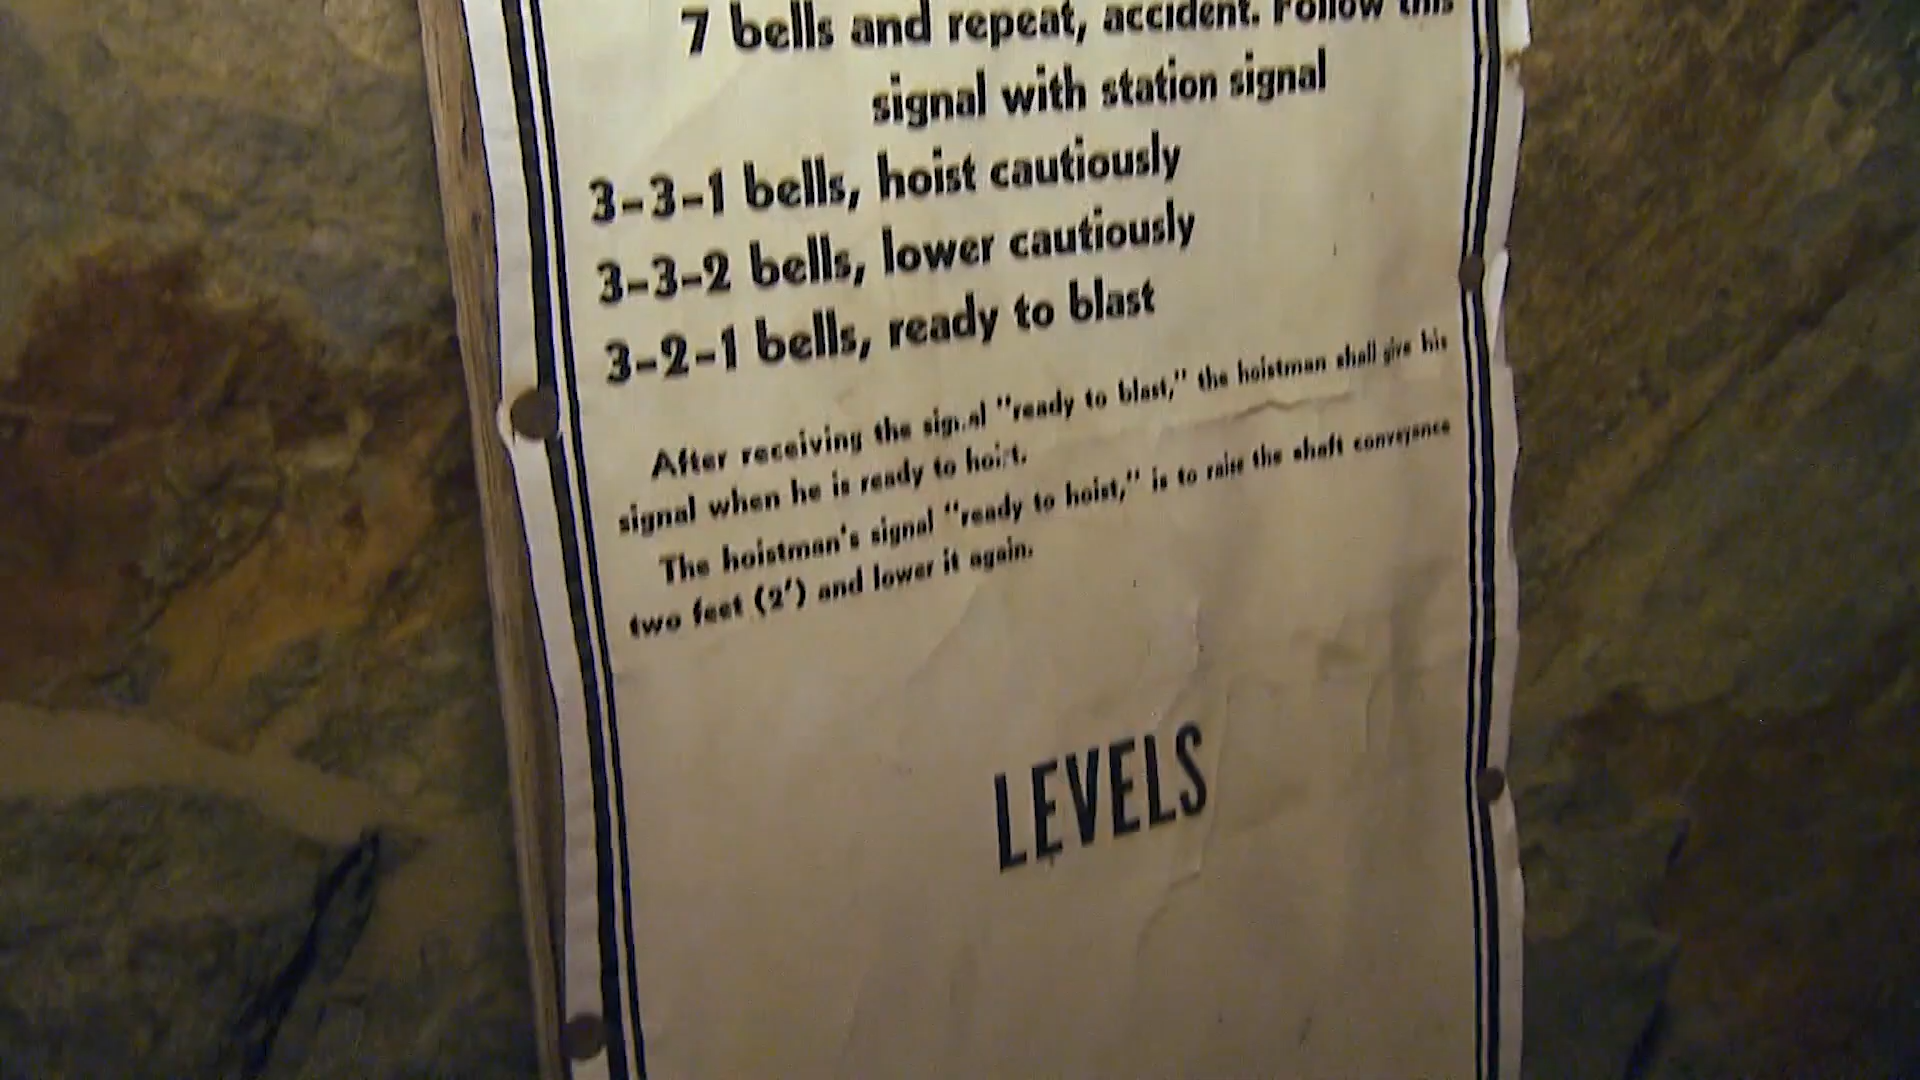 7 bells and repeat, accident. Follow this
signal with station signal
3-3-1 bells, hoist cautiously
3-3-2 bells, lower cautiously
3-2-1 bells, ready to blast
After receiving the signal "ready to blast," the hoistman shall give his
signal when he is ready to hoist.
The hoistman's signal "ready to hoist," is to raise the shaft conveyance
two feet (2') and lower it again.
LEVELS